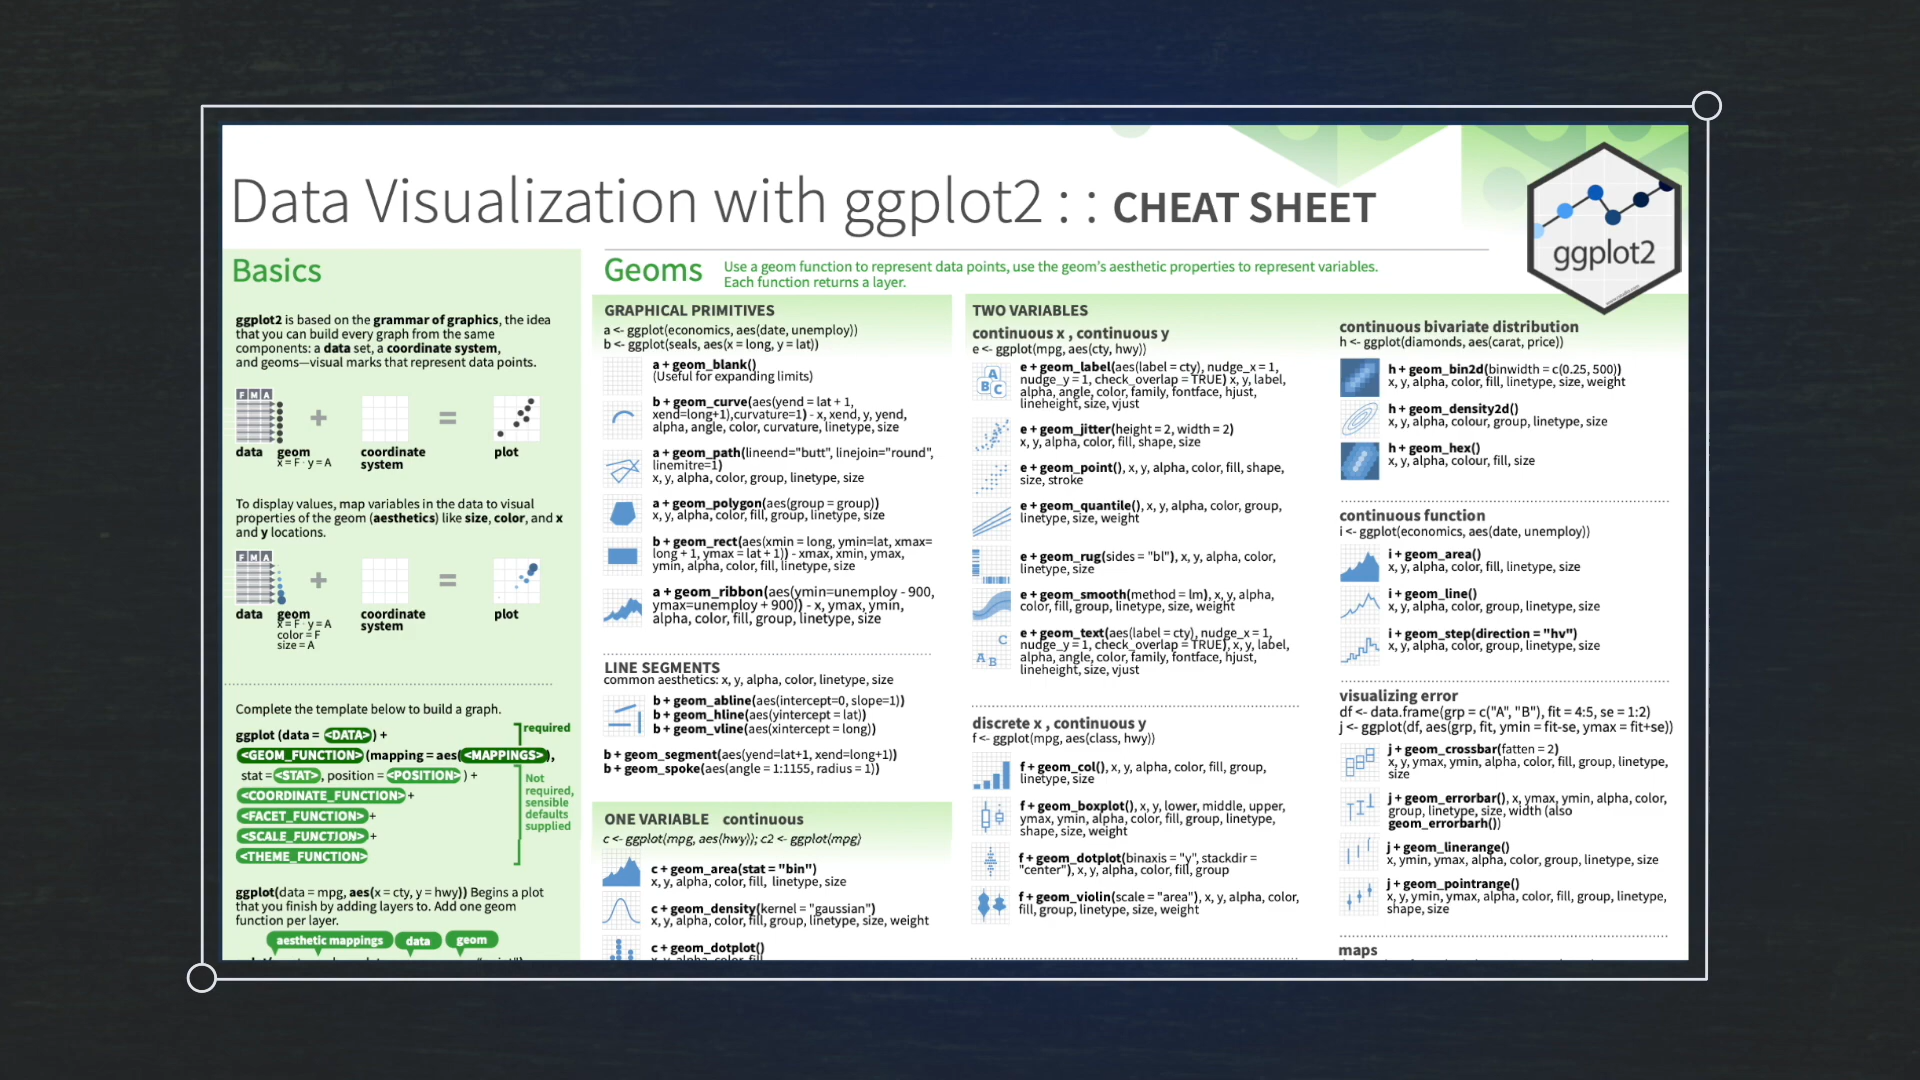 Data Visualization with ggplot2 : : CHEAT SHEET
ggplot2
Basics
ggplot2 is based on the grammar of graphics, the idea
that you can build every graph from the same
components: a data set, a coordinate system,
and geoms—visual marks that represent data points.
F M A
data
geom
x = F · y = A
coordinate
system
plot
To display values, map variables in the data to visual
properties of the geom (aesthetics) like size, color, and x
and y locations.
F M A
data
geom
x = F · y = A
color = F
size = A
coordinate
system
plot
Complete the template below to build a graph.
ggplot (data = <DATA>) +
<GEOM_FUNCTION> (mapping = aes(<MAPPINGS>),
stat = <STAT>, position = <POSITION>) +
<COORDINATE_FUNCTION> +
<FACET_FUNCTION> +
<SCALE_FUNCTION> +
<THEME_FUNCTION>
required
Not
required,
sensible
defaults
supplied
ggplot(data = mpg, aes(x = cty, y = hwy)) Begins a plot
that you finish by adding layers to. Add one geom
function per layer.
aesthetic mappings data geom
Geoms
Use a geom function to represent data points, use the geom's aesthetic properties to represent variables.
Each function returns a layer.
GRAPHICAL PRIMITIVES
a <- ggplot(economics, aes(date, unemploy))
b <- ggplot(seals, aes(x = long, y = lat))
a + geom_blank()
(Useful for expanding limits)
b + geom_curve(aes(yend = lat + 1,
xend=long+1),curvature=1) - x, xend, y, yend,
alpha, angle, color, curvature, linetype, size
a + geom_path(lineend="butt", linejoin="round",
linemitre=1)
x, y, alpha, color, group, linetype, size
a + geom_polygon(aes(group = group))
x, y, alpha, color, fill, group, linetype, size
b + geom_rect(aes(xmin = long, ymin=lat, xmax=
long + 1, ymax = lat + 1)) - xmax, xmin, ymax,
ymin, alpha, color, fill, linetype, size
a + geom_ribbon(aes(ymin=unemploy - 900,
ymax=unemploy + 900)) - x, ymax, ymin,
alpha, color, fill, group, linetype, size
LINE SEGMENTS
common aesthetics: x, y, alpha, color, linetype, size
b + geom_abline(aes(intercept=0, slope=1))
b + geom_hline(aes(yintercept = lat))
b + geom_vline(aes(xintercept = long))
b + geom_segment(aes(yend=lat+1, xend=long+1))
b + geom_spoke(aes(angle = 1:1155, radius = 1))
ONE VARIABLE continuous
c <- ggplot(mpg, aes(hwy)); c2 <- ggplot(mpg)
c + geom_area(stat = "bin")
x, y, alpha, color, fill, linetype, size
c + geom_density(kernel = "gaussian")
x, y, alpha, color, fill, group, linetype, size, weight
c + geom_dotplot()
x, y, alpha, color, fill
TWO VARIABLES
continuous x , continuous y
e <- ggplot(mpg, aes(cty, hwy))
A
B C
e + geom_label(aes(label = cty), nudge_x = 1,
nudge_y = 1, check_overlap = TRUE) x, y, label,
alpha, angle, color, family, fontface, hjust,
lineheight, size, vjust
e + geom_jitter(height = 2, width = 2)
x, y, alpha, color, fill, shape, size
e + geom_point(), x, y, alpha, color, fill, shape,
size, stroke
e + geom_quantile(), x, y, alpha, color, group,
linetype, size, weight
e + geom_rug(sides = "bl"), x, y, alpha, color,
linetype, size
e + geom_smooth(method = lm), x, y, alpha,
color, fill, group, linetype, size, weight
C
A B
e + geom_text(aes(label = cty), nudge_x = 1,
nudge_y = 1, check_overlap = TRUE), x, y, label,
alpha, angle, color, family, fontface, hjust,
lineheight, size, vjust
discrete x , continuous y
f <- ggplot(mpg, aes(class, hwy))
f + geom_col(), x, y, alpha, color, fill, group,
linetype, size
f + geom_boxplot(), x, y, lower, middle, upper,
ymax, ymin, alpha, color, fill, group, linetype,
shape, size, weight
f + geom_dotplot(binaxis = "y", stackdir =
"center"), x, y, alpha, color, fill, group
f + geom_violin(scale = "area"), x, y, alpha, color,
fill, group, linetype, size, weight
continuous bivariate distribution
h <- ggplot(diamonds, aes(carat, price))
h + geom_bin2d(binwidth = c(0.25, 500))
x, y, alpha, color, fill, linetype, size, weight
h + geom_density2d()
x, y, alpha, colour, group, linetype, size
h + geom_hex()
x, y, alpha, colour, fill, size
continuous function
i <- ggplot(economics, aes(date, unemploy))
i + geom_area()
x, y, alpha, color, fill, linetype, size
i + geom_line()
x, y, alpha, color, group, linetype, size
i + geom_step(direction = "hv")
x, y, alpha, color, group, linetype, size
visualizing error
df <- data.frame(grp = c("A", "B"), fit = 4:5, se = 1:2)
j <- ggplot(df, aes(grp, fit, ymin = fit-se, ymax = fit+se))
j + geom_crossbar(fatten = 2)
x, y, ymax, ymin, alpha, color, fill, group, linetype,
size
j + geom_errorbar(), x, ymax, ymin, alpha, color,
group, linetype, size, width (also
geom_errorbarh())
j + geom_linerange()
x, ymin, ymax, alpha, color, group, linetype, size
j + geom_pointrange()
x, y, ymin, ymax, alpha, color, fill, group, linetype,
shape, size
maps